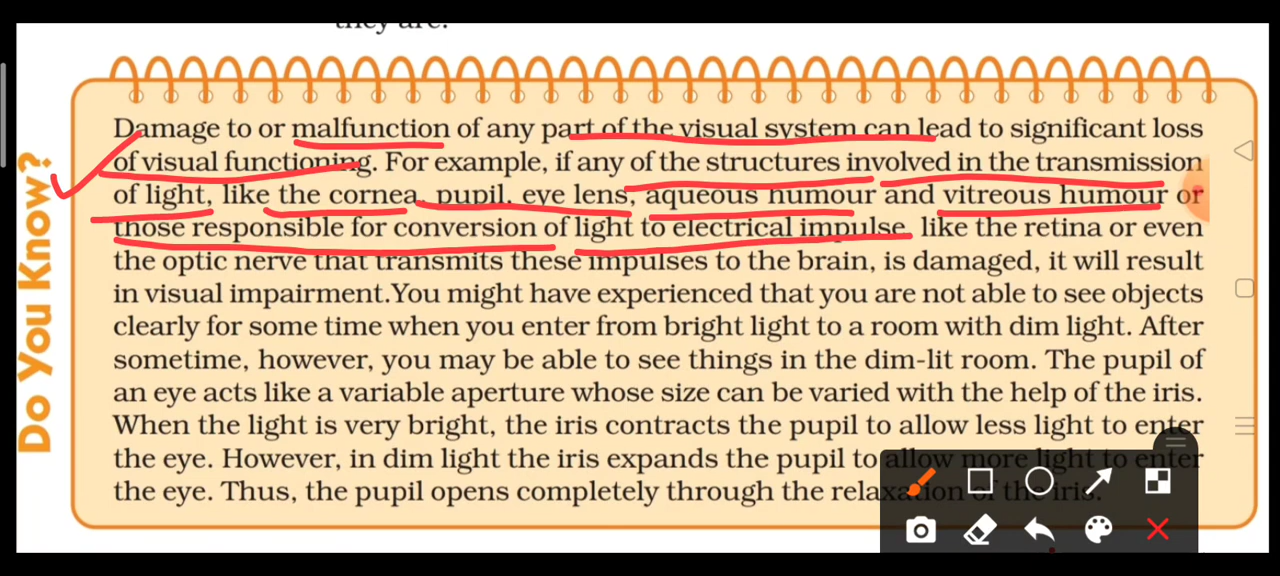 they are.
Do You Know?
Damage to or malfunction of any part of the visual system can lead to significant loss
of visual functioning. For example, if any of the structures involved in the transmission
of light, like the cornea, pupil, eye lens, aqueous humour and vitreous humour or
those responsible for conversion of light to electrical impulse, like the retina or even
the optic nerve that transmits these impulses to the brain, is damaged, it will result
in visual impairment.You might have experienced that you are not able to see objects
clearly for some time when you enter from bright light to a room with dim light. After
sometime, however, you may be able to see things in the dim-lit room. The pupil of
an eye acts like a variable aperture whose size can be varied with the help of the iris.
When the light is very bright, the iris contracts the pupil to allow less light to enter
the eye. However, in dim light the iris expands the pupil to allow more light to enter
the eye. Thus, the pupil opens completely through the relaxation of the iris.